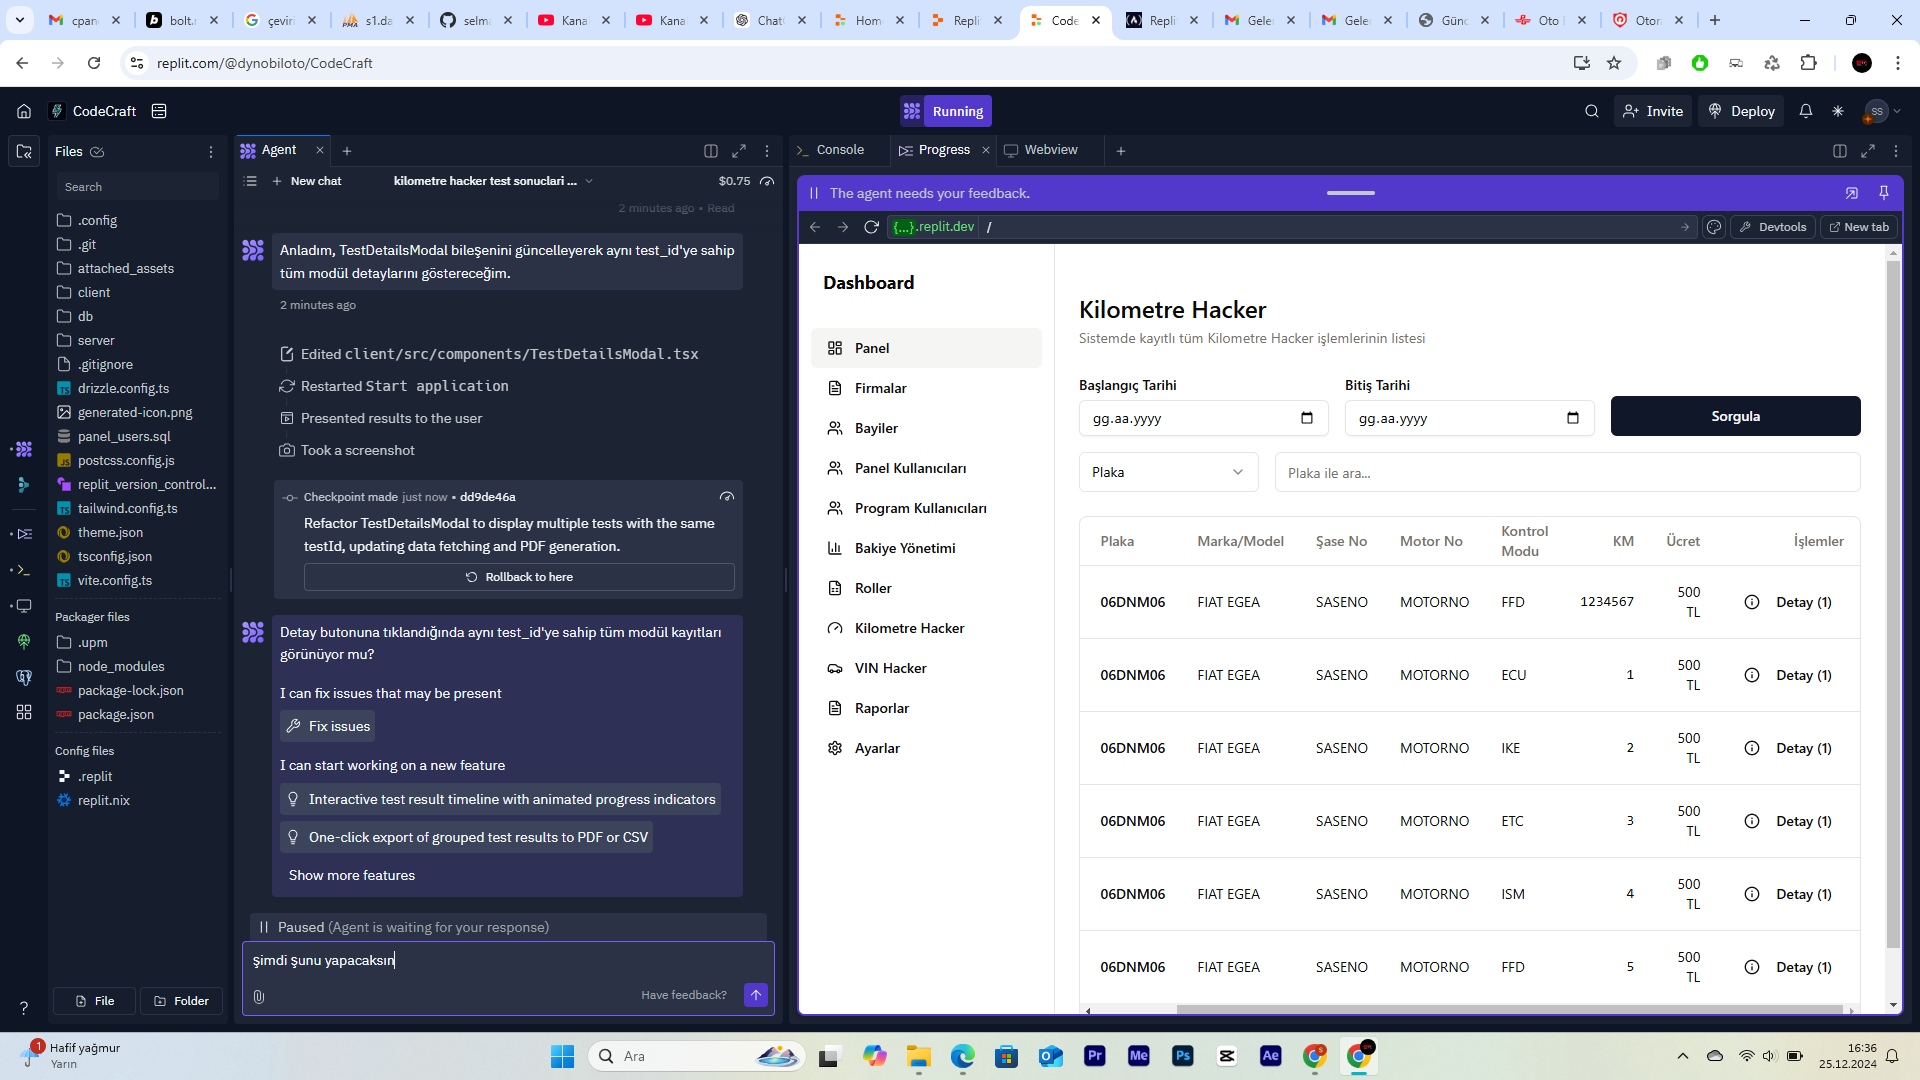 cpan
bolt.
çeviri
s1.da
selma
Kana
Kana
Chat
Hom
Repli
Code
Repli
Gele
Gele
Günc
Oto
Otor
replit.com/@dynobiloto/CodeCraft
CodeCraft
Running
Invite
Deploy
SS
Files
Search
.config
.git
attached_assets
client
db
server
.gitignore
drizzle.config.ts
generated-icon.png
panel_users.sql
postcss.config.js
replit_version_control...
tailwind.config.ts
theme.json
tsconfig.json
vite.config.ts
Packager files
.upm
node_modules
package-lock.json
package.json
Config files
.replit
replit.nix
File
Folder
Agent
New chat
kilometre hacker test sonuclari ...
$0.75
2 minutes ago • Read
Anladım, TestDetailsModal bileşenini güncelleyerek aynı test_id'ye sahip
tüm modül detaylarını göstereceğim.
2 minutes ago
Edited client/src/components/TestDetailsModal.tsx
Restarted Start application
Presented results to the user
Took a screenshot
Checkpoint made just now • dd9de46a
Refactor TestDetailsModal to display multiple tests with the same
testId, updating data fetching and PDF generation.
Rollback to here
Detay butonuna tıklandığında aynı test_id'ye sahip tüm modül kayıtları
görünüyor mu?
I can fix issues that may be present
Fix issues
I can start working on a new feature
Interactive test result timeline with animated progress indicators
One-click export of grouped test results to PDF or CSV
Show more features
Paused (Agent is waiting for your response)
şimdi şunu yapacaksın
Have feedback?
Console
Progress
Webview
The agent needs your feedback.
{...}.replit.dev /
Devtools
New tab
Dashboard
Panel
Firmalar
Bayiler
Panel Kullanıcıları
Program Kullanıcıları
Bakiye Yönetimi
Roller
Kilometre Hacker
VIN Hacker
Raporlar
Ayarlar
Kilometre Hacker
Sistemde kayıtlı tüm Kilometre Hacker işlemlerinin listesi
Başlangıç Tarihi
Bitiş Tarihi
gg.aa.yyyy
gg.aa.yyyy
Sorgula
Plaka
Plaka ile ara...
Plaka Marka/Model Şase No Motor No Kontrol Modu KM Ücret İşlemler
06DNM06 FIAT EGEA SASENO MOTORNO FFD 1234567 500 TL Detay (1)
06DNM06 FIAT EGEA SASENO MOTORNO ECU 1 500 TL Detay (1)
06DNM06 FIAT EGEA SASENO MOTORNO IKE 2 500 TL Detay (1)
06DNM06 FIAT EGEA SASENO MOTORNO ETC 3 500 TL Detay (1)
06DNM06 FIAT EGEA SASENO MOTORNO ISM 4 500 TL Detay (1)
06DNM06 FIAT EGEA SASENO MOTORNO FFD 5 500 TL Detay (1)
1
Hafif yağmur
Yarın
Ara
Pr
Me
Ps
Ae
16:36
25.12.2024